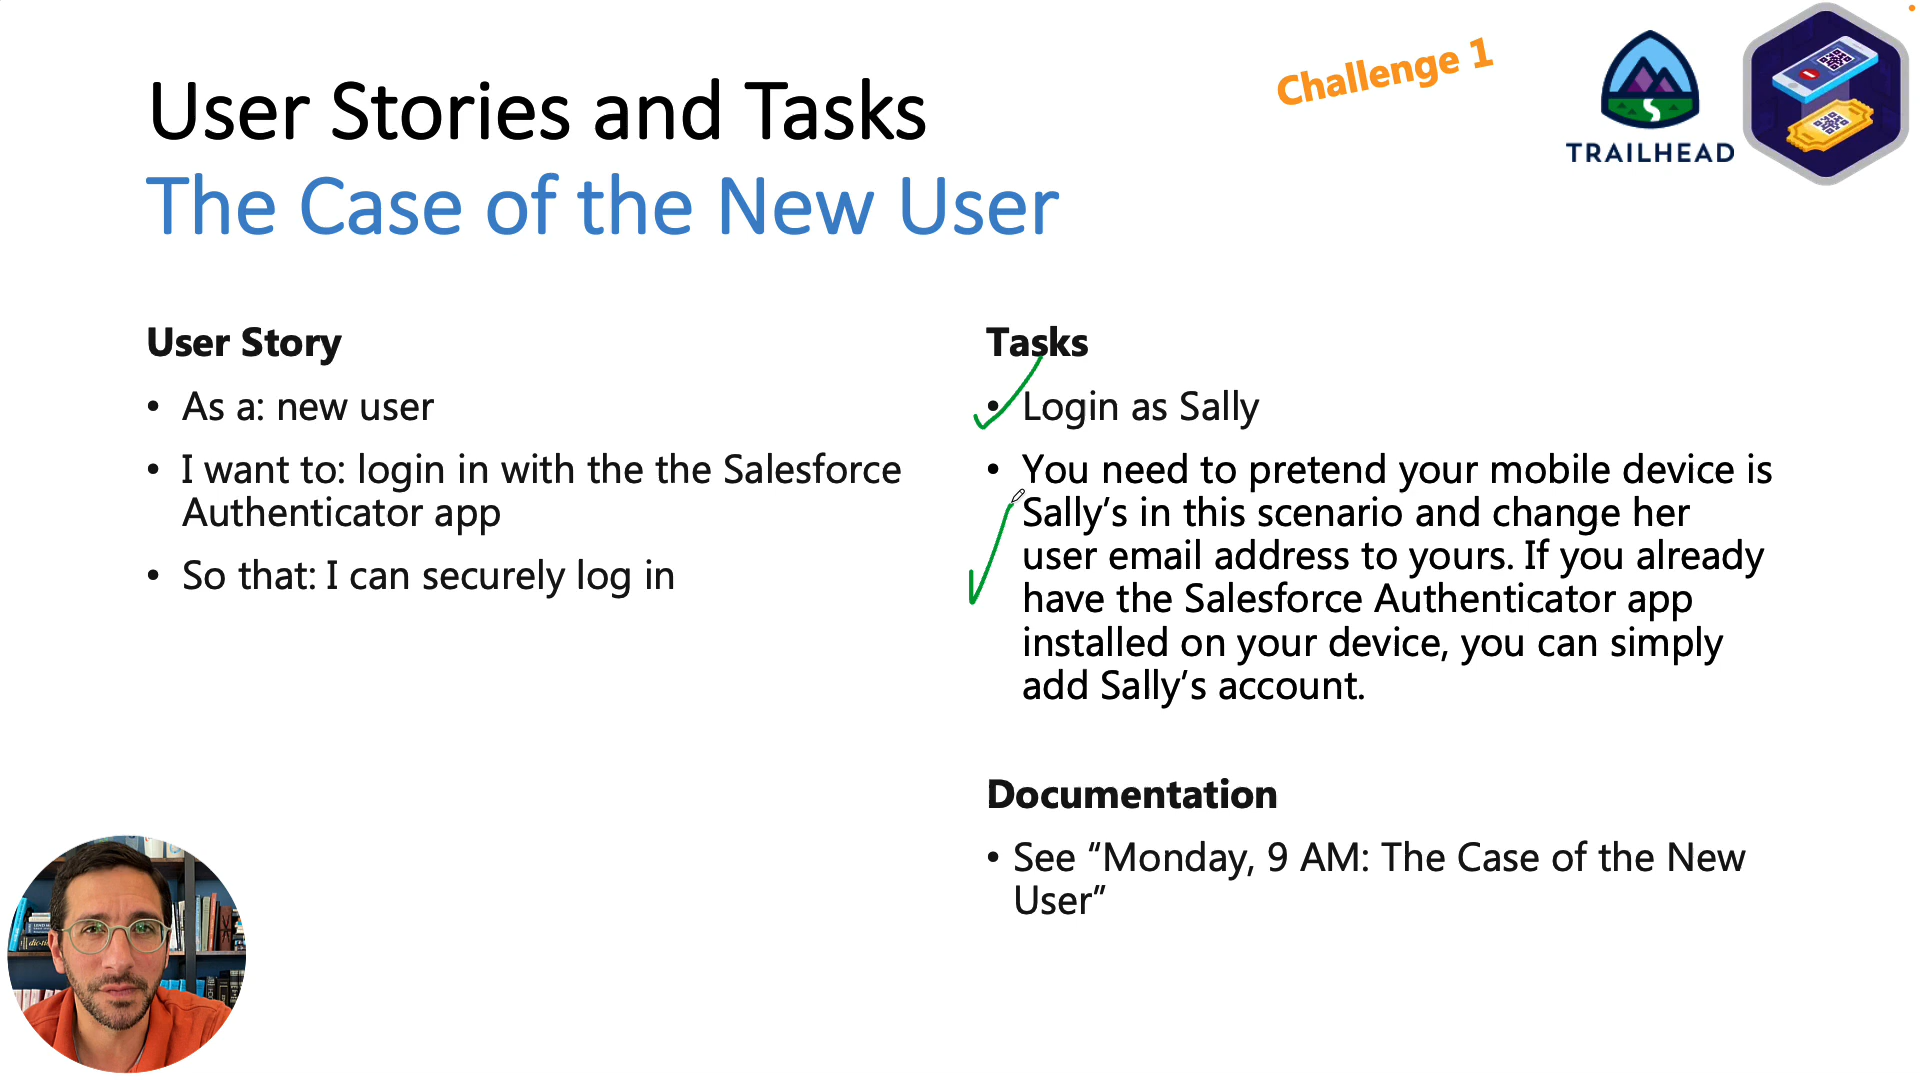 Challenge 1
TRAILHEAD
User Stories and Tasks
The Case of the New User
User Story
• As a: new user
• I want to: login in with the the Salesforce
Authenticator app
• So that: I can securely log in
Tasks
• Login as Sally
• You need to pretend your mobile device is
Sally’s in this scenario and change her
user email address to yours. If you already
have the Salesforce Authenticator app
installed on your device, you can simply
add Sally’s account.
Documentation
• See “Monday, 9 AM: The Case of the New
User”